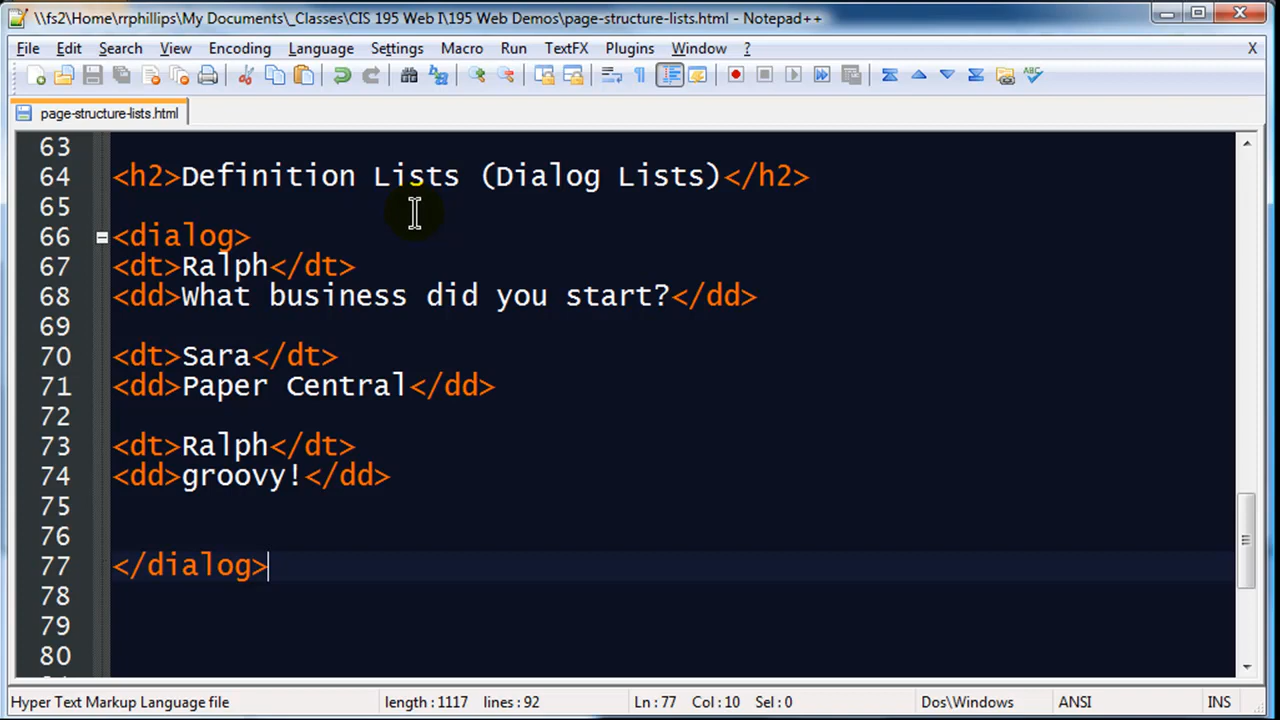 \\fs2\Home\rrphillips\My Documents\_Classes\CIS 195 Web I\195 Web Demos\page-structure-lists.html - Notepad++
File Edit Search View Encoding Language Settings Macro Run TextFX Plugins Window ? X
page-structure-lists.html
63
64 <h2>Definition Lists (Dialog Lists)</h2>
65
66 <dialog>
67 <dt>Ralph</dt>
68 <dd>What business did you start?</dd>
69
70 <dt>Sara</dt>
71 <dd>Paper Central</dd>
72
73 <dt>Ralph</dt>
74 <dd>groovy!</dd>
75
76
77 </dialog>
78
79
80
Hyper Text Markup Language file length : 1117 lines : 92 Ln : 77 Col : 10 Sel : 0 Dos\Windows ANSI INS